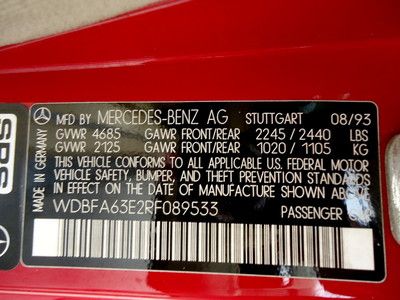 MFD BY MERCEDES-BENZ AG STUTTGART 08/93
GVWR 4685 GAWR FRONT/REAR 2245/2440 LBS
GVWR 2125 GAWR FRONT/REAR 1020/1105 KG
THIS VEHICLE CONFORMS TO ALL APPLICABLE U.S. FEDERAL MOTOR
VEHICLE SAFETY, BUMPER, AND THEFT PREVENTION STANDARDS
IN EFFECT ON THE DATE OF MANUFACTURE SHOWN ABOVE.
WDBFA63E2RF089533 PASSENGER CAR
MADE IN GERMANY
SRS